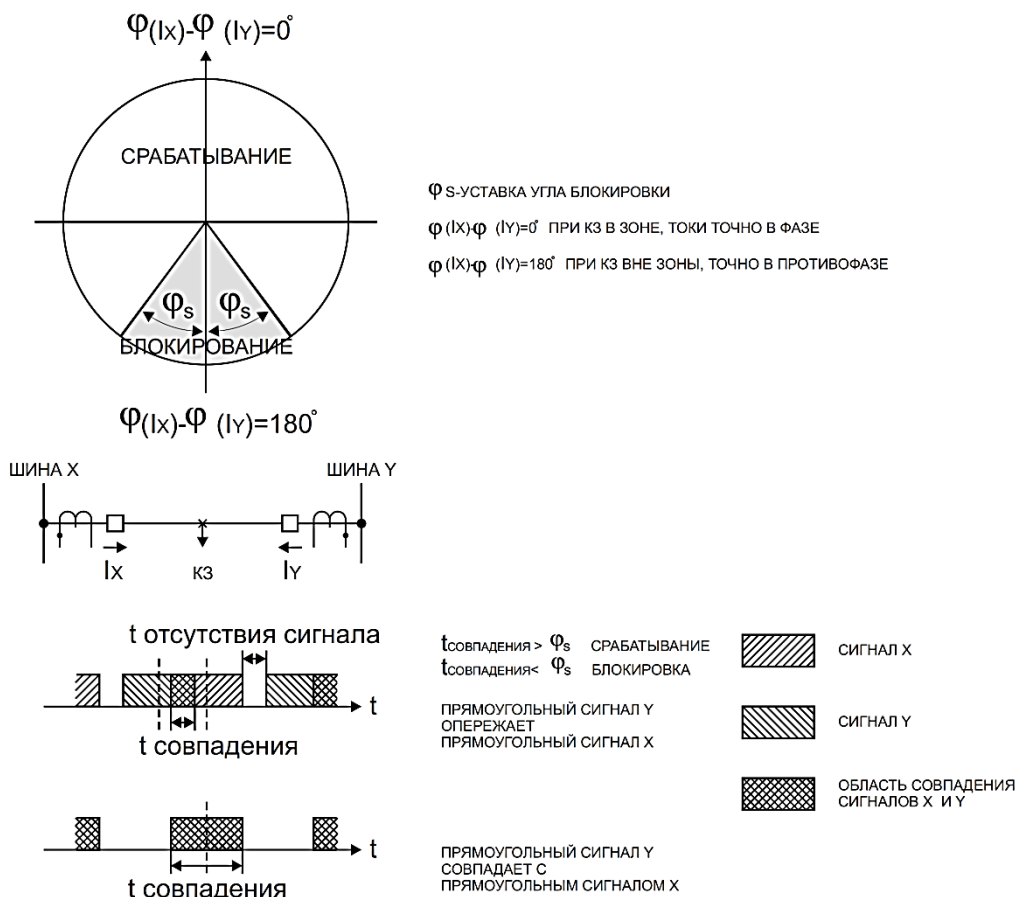 φ(IX)-φ (IY)=0°
СРАБАТЫВАНИЕ
φs φs
БЛОКИРОВАНИЕ
φ(IX)-φ (IY)=180°
φ S-УСТАВКА УГЛА БЛОКИРОВКИ
φ (IX)-φ (IY)=0° ПРИ КЗ В ЗОНЕ, ТОКИ ТОЧНО В ФАЗЕ
φ (IX)-φ (IY)=180° ПРИ КЗ ВНЕ ЗОНЫ, ТОЧНО В ПРОТИВОФАЗЕ
ШИНА X ШИНА Y
IX КЗ IY
t отсутствия сигнала
t
t совпадения
tСОВПАДЕНИЯ > φs СРАБАТЫВАНИЕ
tСОВПАДЕНИЯ< φs БЛОКИРОВКА
ПРЯМОУГОЛЬНЫЙ СИГНАЛ Y
ОПЕРЕЖАЕТ
ПРЯМОУГОЛЬНЫЙ СИГНАЛ X
СИГНАЛ X
СИГНАЛ Y
ОБЛАСТЬ СОВПАДЕНИЯ
СИГНАЛОВ X И Y
t
t совпадения
ПРЯМОУГОЛЬНЫЙ СИГНАЛ Y
СОВПАДАЕТ С
ПРЯМОУГОЛЬНЫМ СИГНАЛОМ X